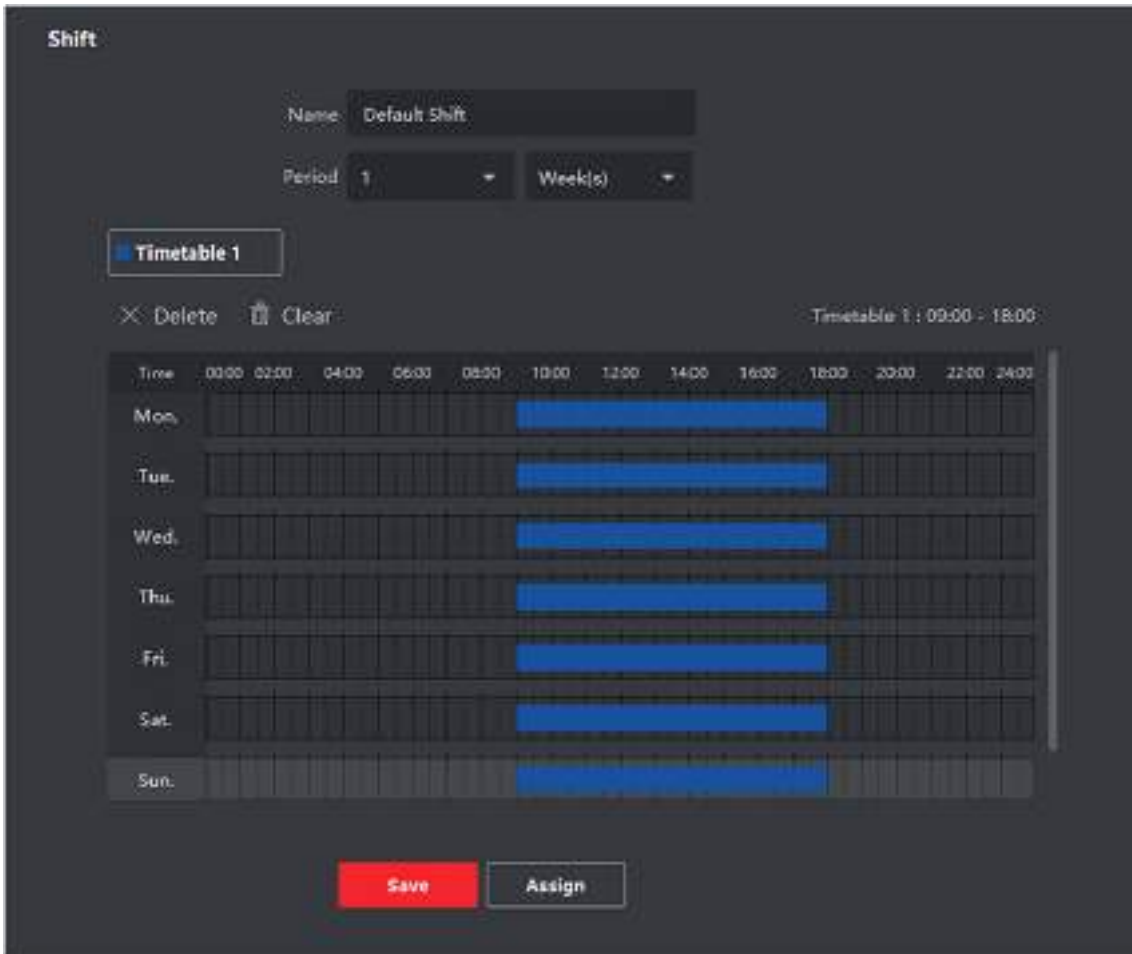 Shift
Name Default Shift
Period 1 Week(s)
Timetable 1
Delete Clear Timetable 1 : 09:00 - 18:00
Time 00:00 02:00 04:00 06:00 08:00 10:00 12:00 14:00 16:00 18:00 20:00 22:00 24:00
Mon.
Tue.
Wed.
Thu.
Fri.
Sat.
Sun.
Save Assign